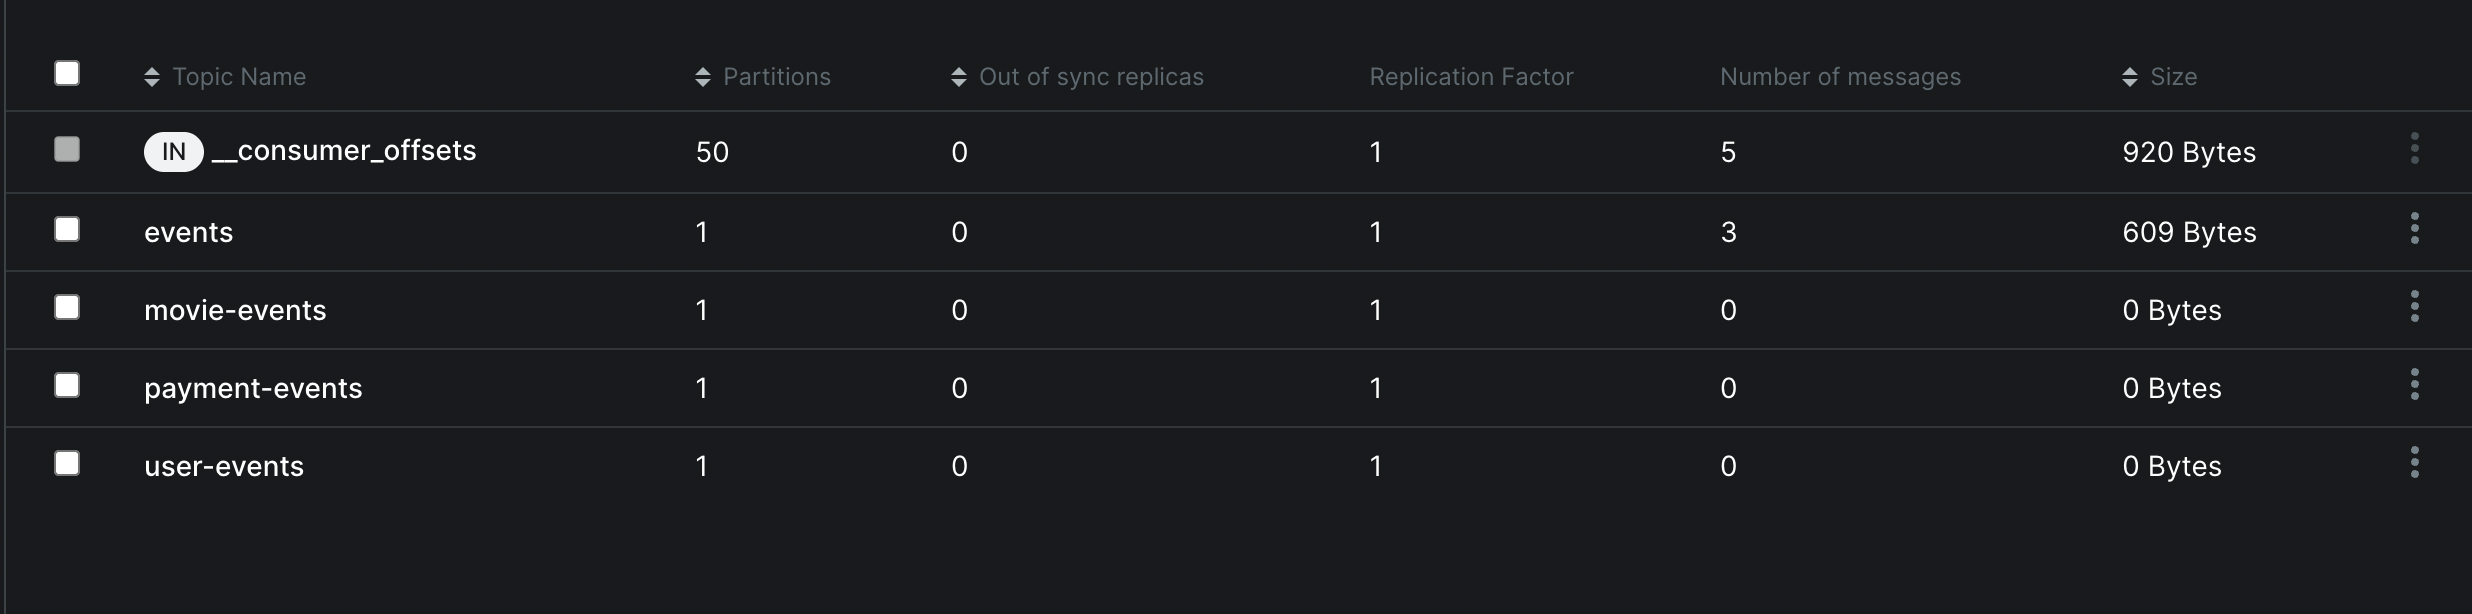 Topic Name Partitions Out of sync replicas Replication Factor Number of messages Size
IN __consumer_offsets 50 0 1 5 920 Bytes
events 1 0 1 3 609 Bytes
movie-events 1 0 1 0 0 Bytes
payment-events 1 0 1 0 0 Bytes
user-events 1 0 1 0 0 Bytes